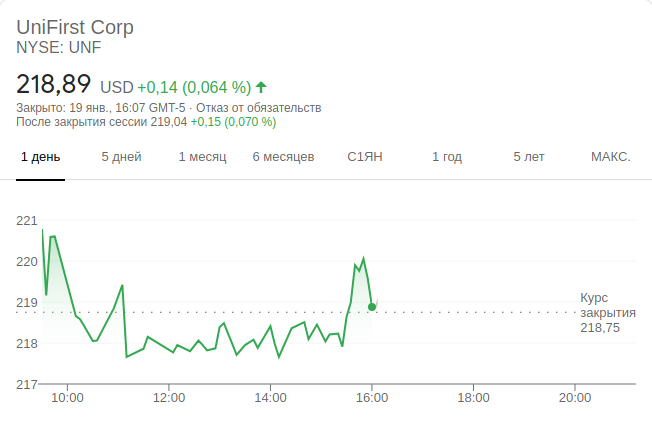 UniFirst Corp
NYSE: UNF
218,89 USD +0,14 (0,064 %)
Закрыто: 19 янв., 16:07 GMT-5 · Отказ от обязательств
После закрытия сессии 219,04 +0,15 (0,070 %)
1 день 5 дней 1 месяц 6 месяцев С1ЯН 1 год 5 лет МАКС.
221
220
219
218
217
Курс
закрытия
218,75
10:00 12:00 14:00 16:00 18:00 20:00